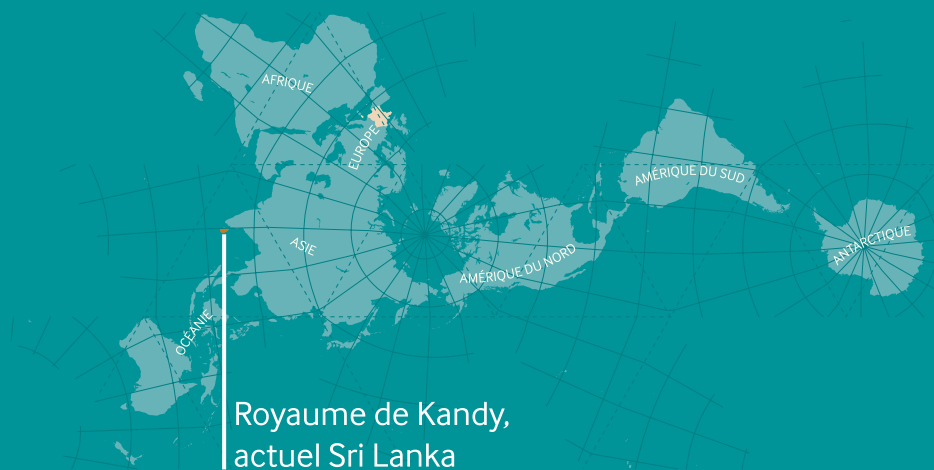 AFRIQUE
EUROPE
AMÉRIQUE DU SUD
ASIE
AMÉRIQUE DU NORD
ANTARCTIQUE
OCÉANIE
Royaume de Kandy,
actuel Sri Lanka